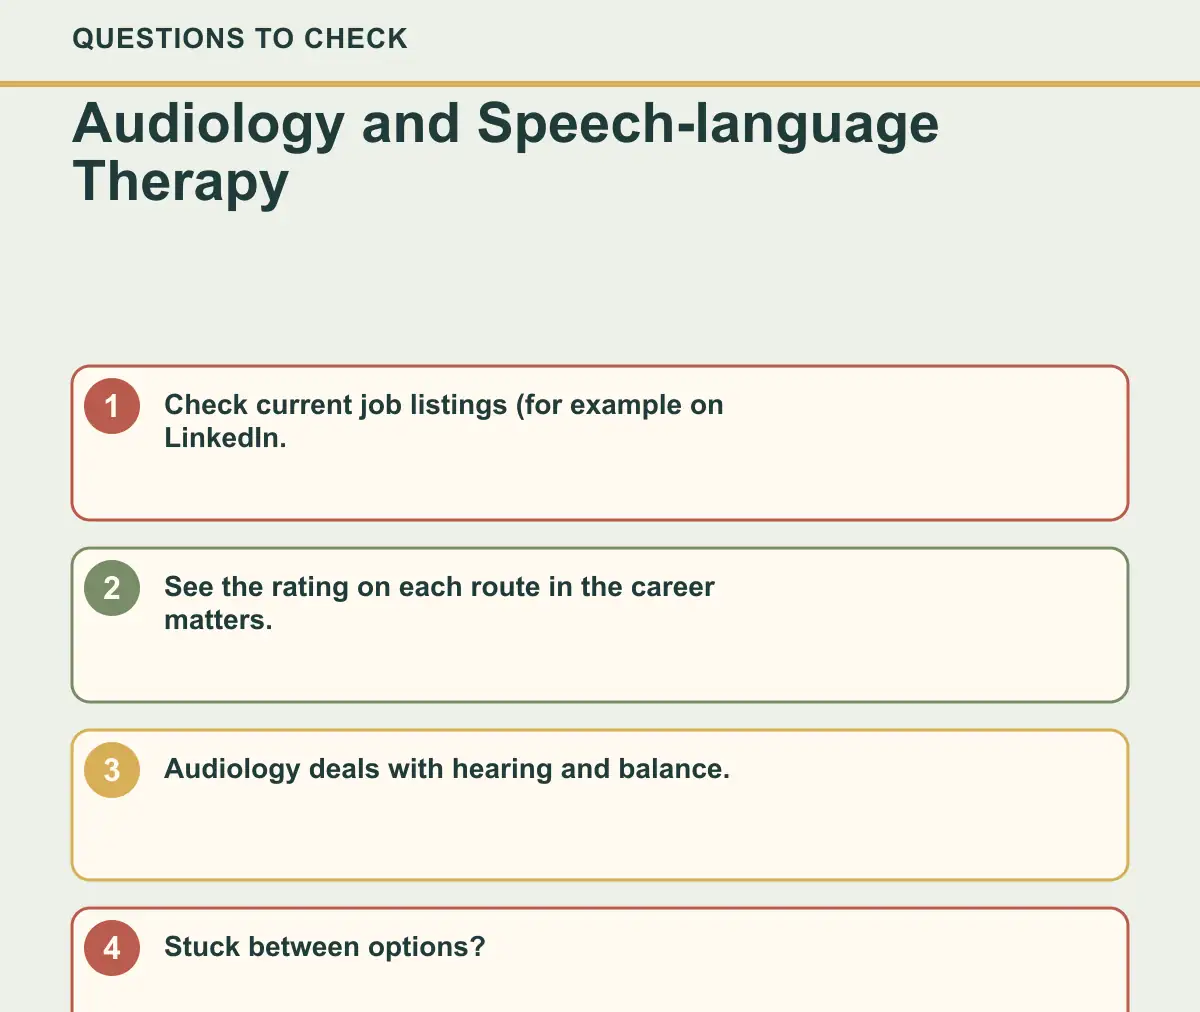 QUESTIONS TO CHECK
Audiology and Speech-language
Therapy
1
Check current job listings (for example on
LinkedIn.
2
See the rating on each route in the career
matters.
3
Audiology deals with hearing and balance.
4
Stuck between options?